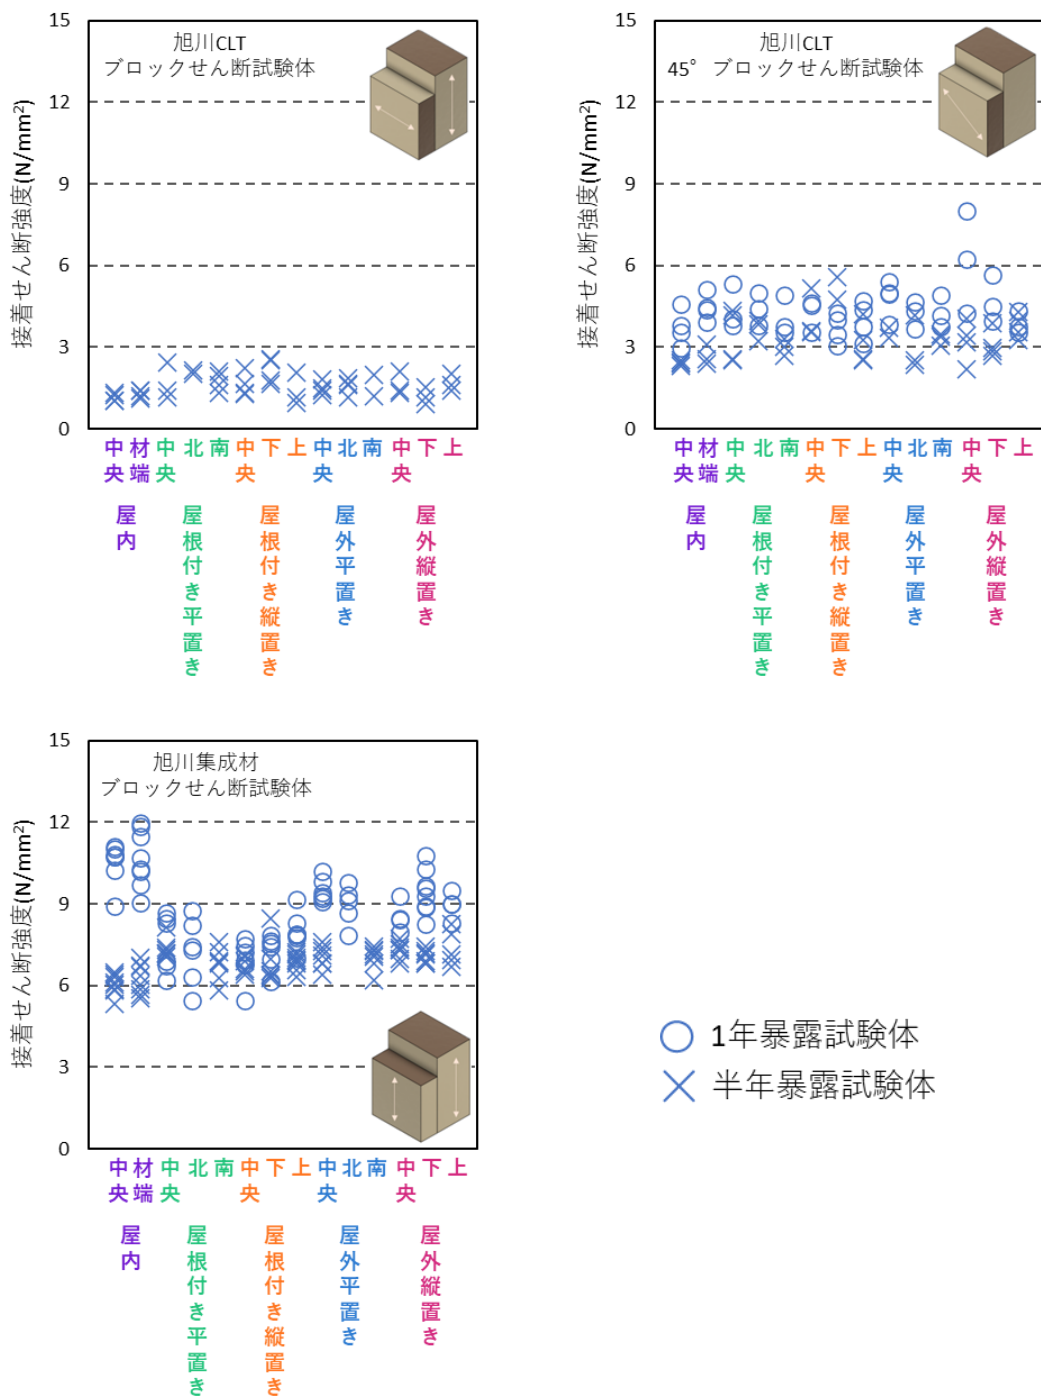 旭川CLT
ブロックせん断試験体
接着せん断強度(N/mm²)
15
12
9
6
3
0
中央 材端 中央 北 南 中央 下 上 中央 北 南 中央 下 上
屋内 屋根付き平置き 屋根付き縦置き 屋外平置き 屋外縦置き
旭川CLT
45°ブロックせん断試験体
接着せん断強度(N/mm²)
15
12
9
6
3
0
中央 材端 中央 北 南 中央 下 上 中央 北 南 中央 下 上
屋内 屋根付き平置き 屋根付き縦置き 屋外平置き 屋外縦置き
旭川集成材
ブロックせん断試験体
接着せん断強度(N/mm²)
15
12
9
6
3
0
中央 材端 中央 北 南 中央 下 上 中央 北 南 中央 下 上
屋内 屋根付き平置き 屋根付き縦置き 屋外平置き 屋外縦置き
1年暴露試験体
半年暴露試験体